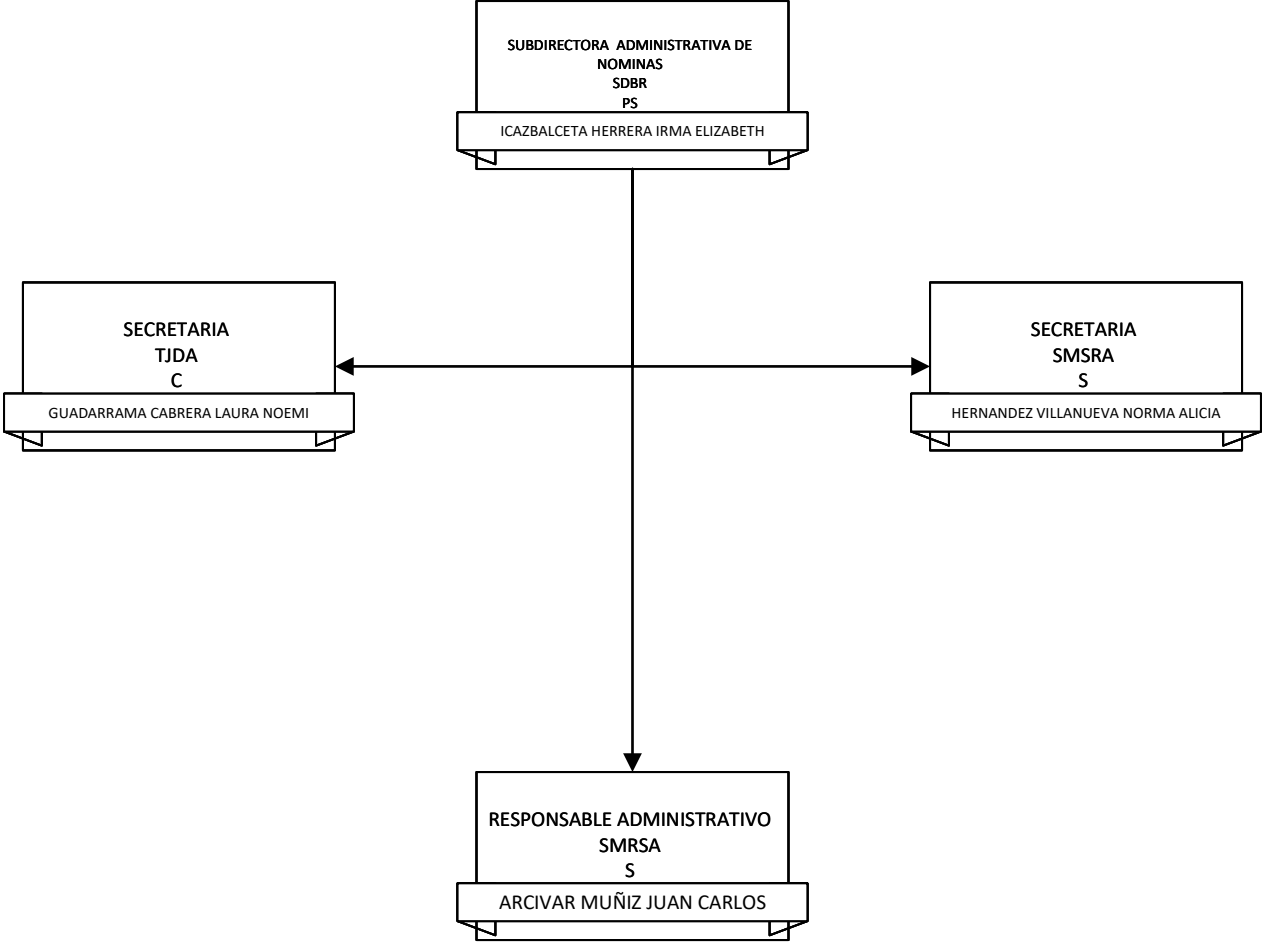 SUBDIRECTORA  ADMINISTRATIVA DE
NOMINAS
SDBR
PS
ICAZBALCETA HERRERA IRMA ELIZABETH
SECRETARIA
TJDA
C
GUADARRAMA CABRERA LAURA NOEMI
SECRETARIA
SMSRA
S
HERNANDEZ VILLANUEVA NORMA ALICIA
RESPONSABLE ADMINISTRATIVO
SMRSA
S
ARCIVAR MUÑIZ JUAN CARLOS